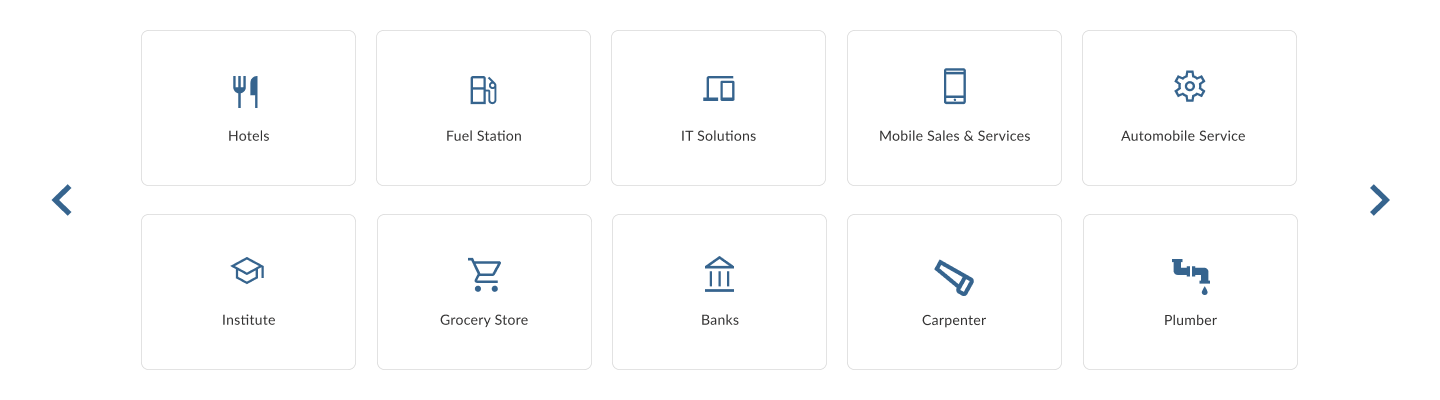 Hotels
Fuel Station
IT Solutions
Mobile Sales & Services
Automobile Service
Institute
Grocery Store
Banks
Carpenter
Plumber